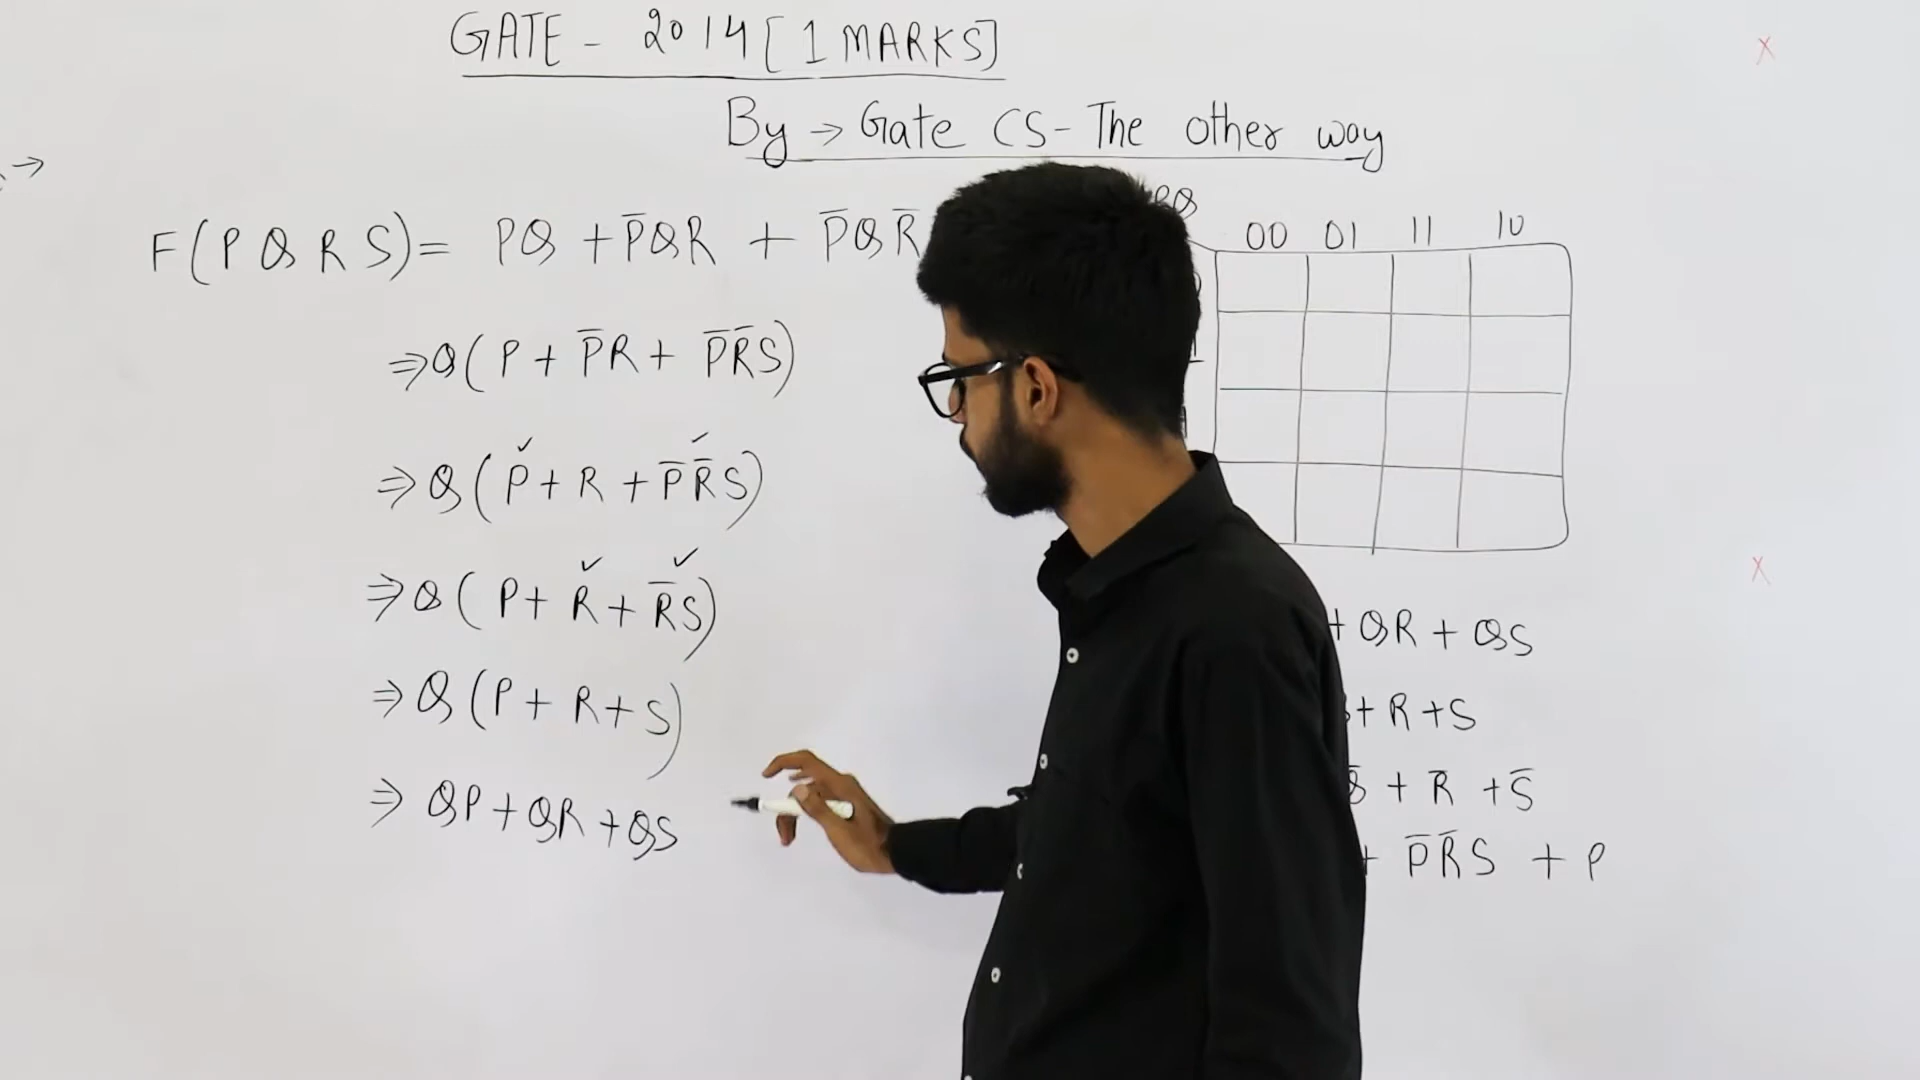 GATE - 2014 [ 1 MARKS ]
By → Gate CS - The other way
→
PQ
F(P Q R S) = PQ + P̅QR + P̅QR̅
00 01 11 10
⇒ Q(P + P̅R + P̅R̅S)
⇒ Q(P + R + P̅R̅S)
⇒ Q(P + R + R̅S)
+ QR + QS
⇒ Q(P + R + S)
+ R + S
⇒ QP + QR + QS
+ R̅ + S̅
+ P̅R̅S + P